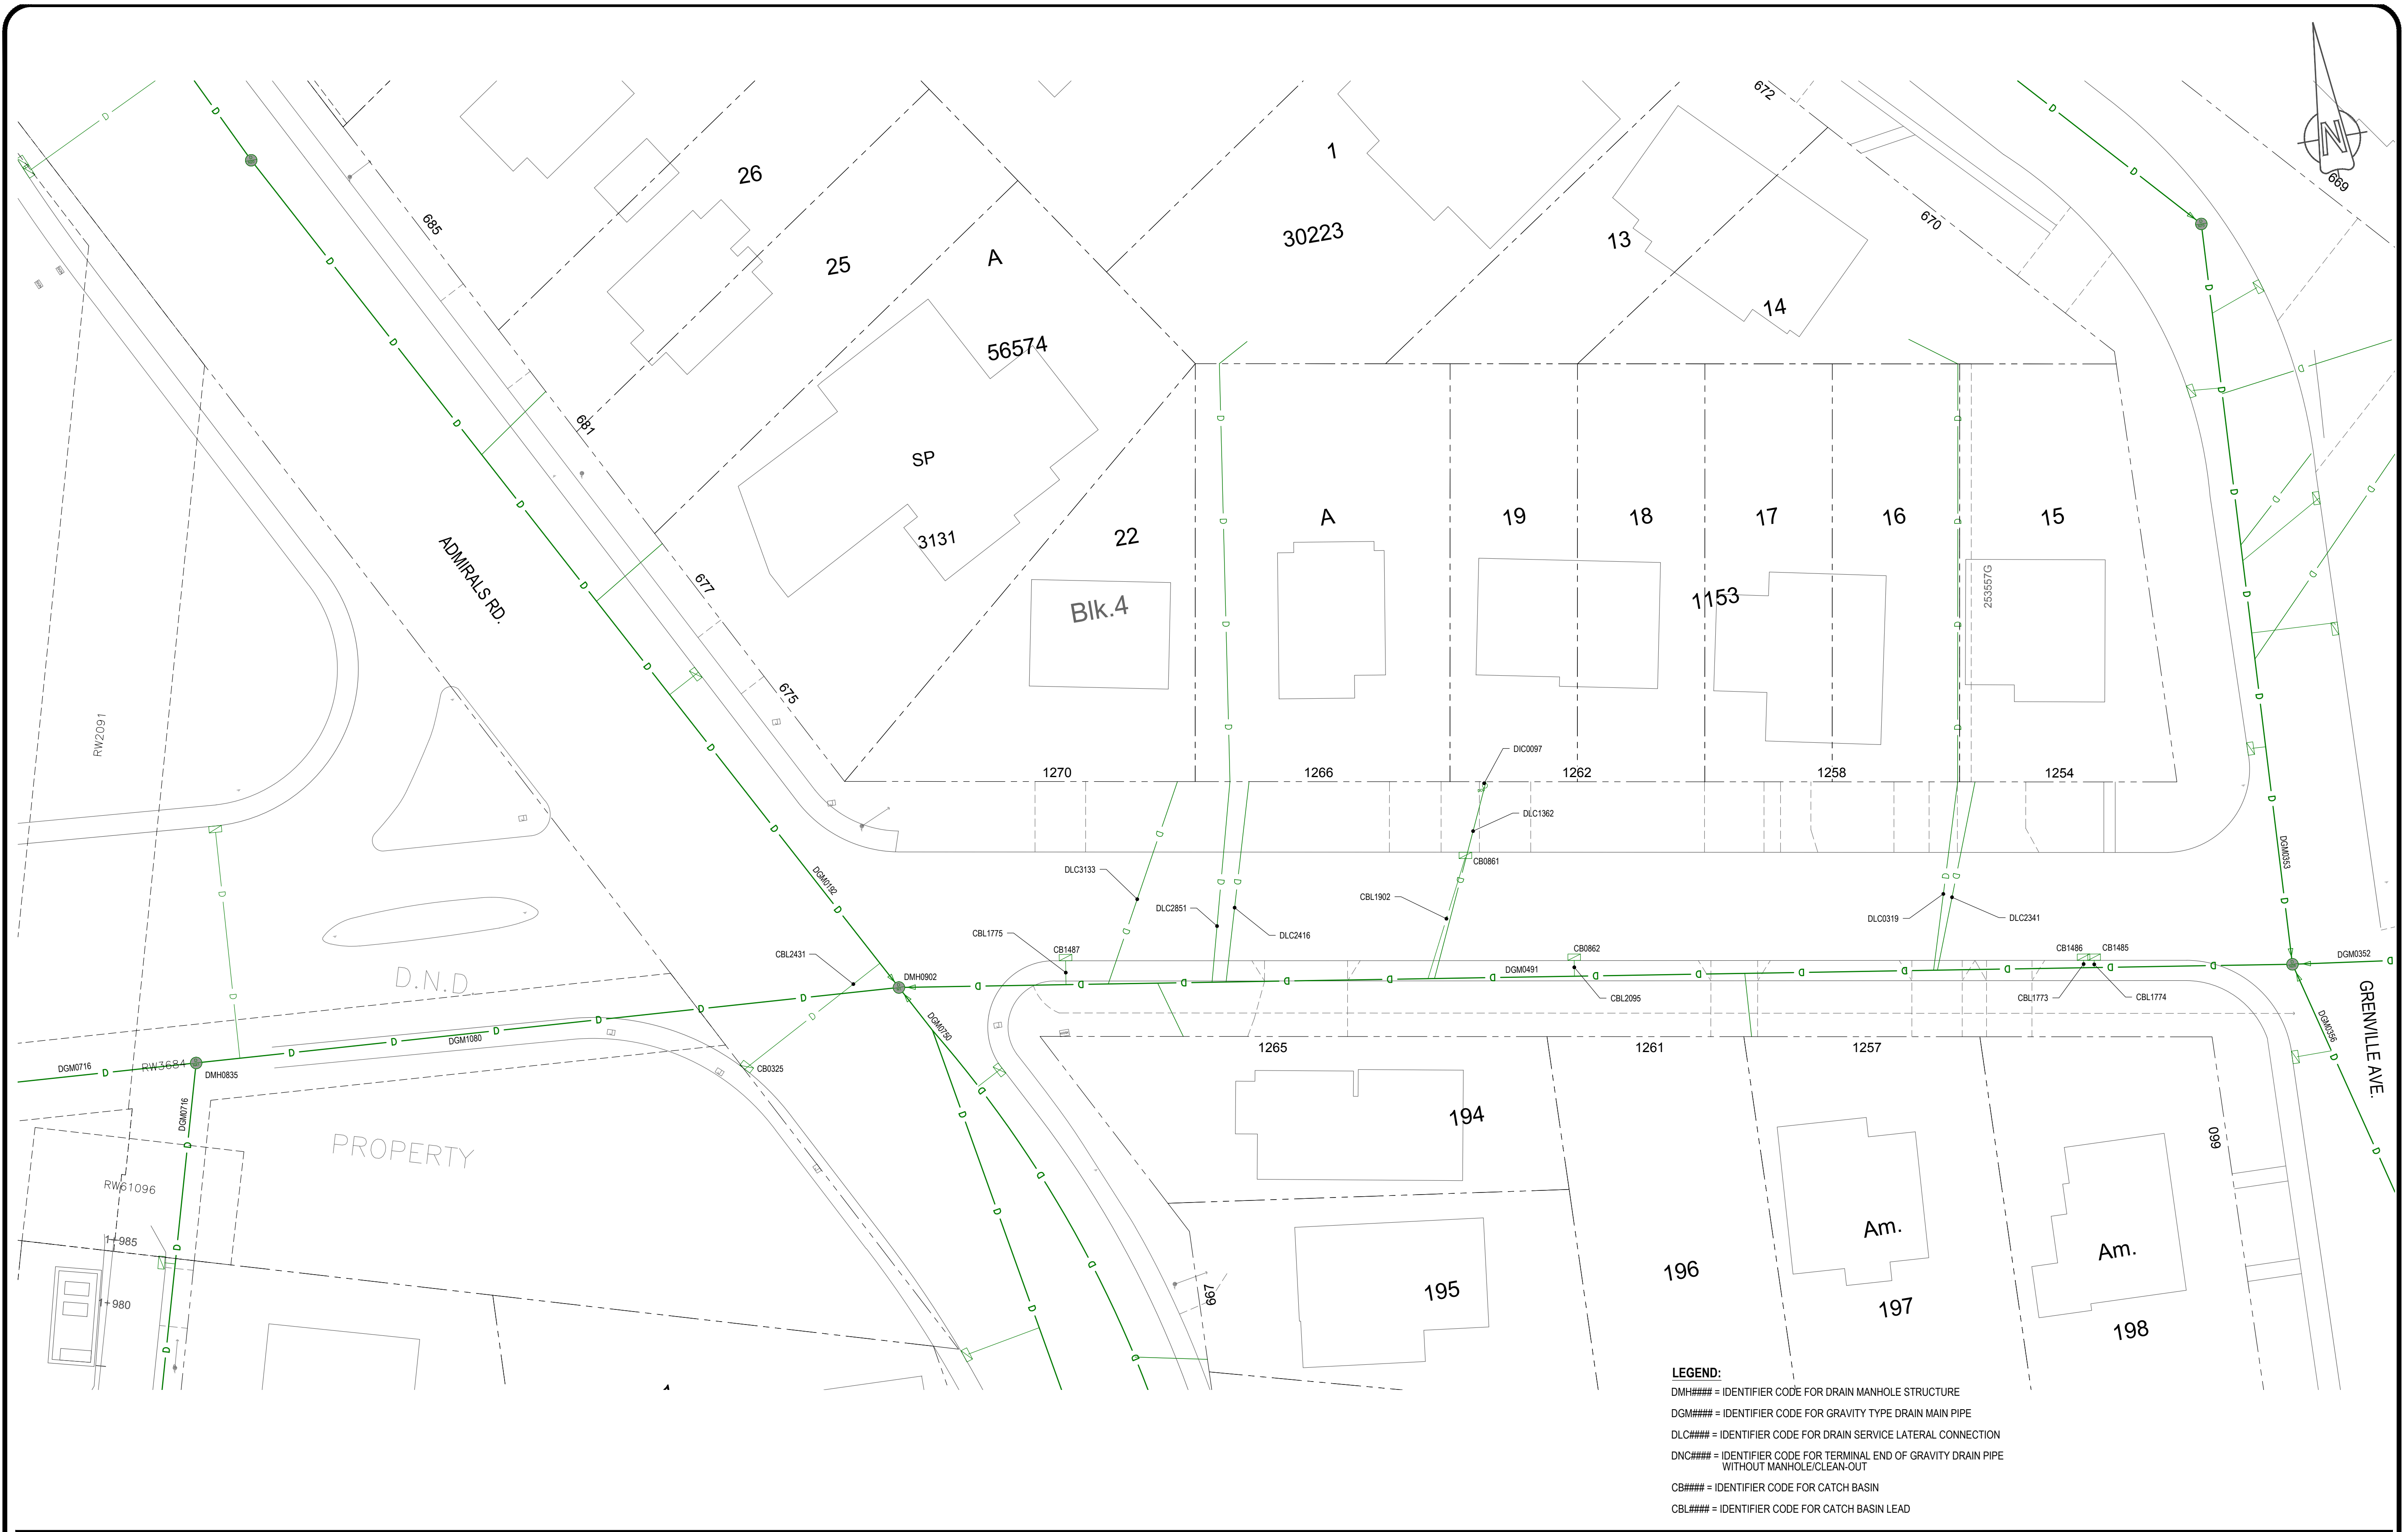 N
672
669
670
26
1
685
30223
13
25
A
14
56574
681
SP
A
19
18
17
16
15
22
3131
ADMIRALS RD.
677
253557G
Blk.4
1153
675
RW2091
DIC0097
1270
1266
1262
1258
1254
DLC1362
DGM0353
CB0861
DLC3133
DGM0192
CBL1902
DLC2851
DLC0319
DLC2341
CBL1775
DLC2416
CBL2431
CB1487
CB0862
CB1486
CB1485
DGM0352
D.N.D.
DMH0902
DGM0491
CBL2095
CBL1773
CBL1774
GRENVILLE AVE.
DGM0750
DGM0356
DGM1080
1265
1261
1257
DGM0716
RW3684
DMH0835
CB0325
DGM0716
194
660
PROPERTY
RW61096
Am.
1+985
Am.
196
667
195
1+980
197
198
LEGEND:
DMH#### = IDENTIFIER CODE FOR DRAIN MANHOLE STRUCTURE
DGM#### = IDENTIFIER CODE FOR GRAVITY TYPE DRAIN MAIN PIPE
DLC#### = IDENTIFIER CODE FOR DRAIN SERVICE LATERAL CONNECTION
DNC#### = IDENTIFIER CODE FOR TERMINAL END OF GRAVITY DRAIN PIPE
WITHOUT MANHOLE/CLEAN-OUT
CB#### = IDENTIFIER CODE FOR CATCH BASIN
CBL#### = IDENTIFIER CODE FOR CATCH BASIN LEAD